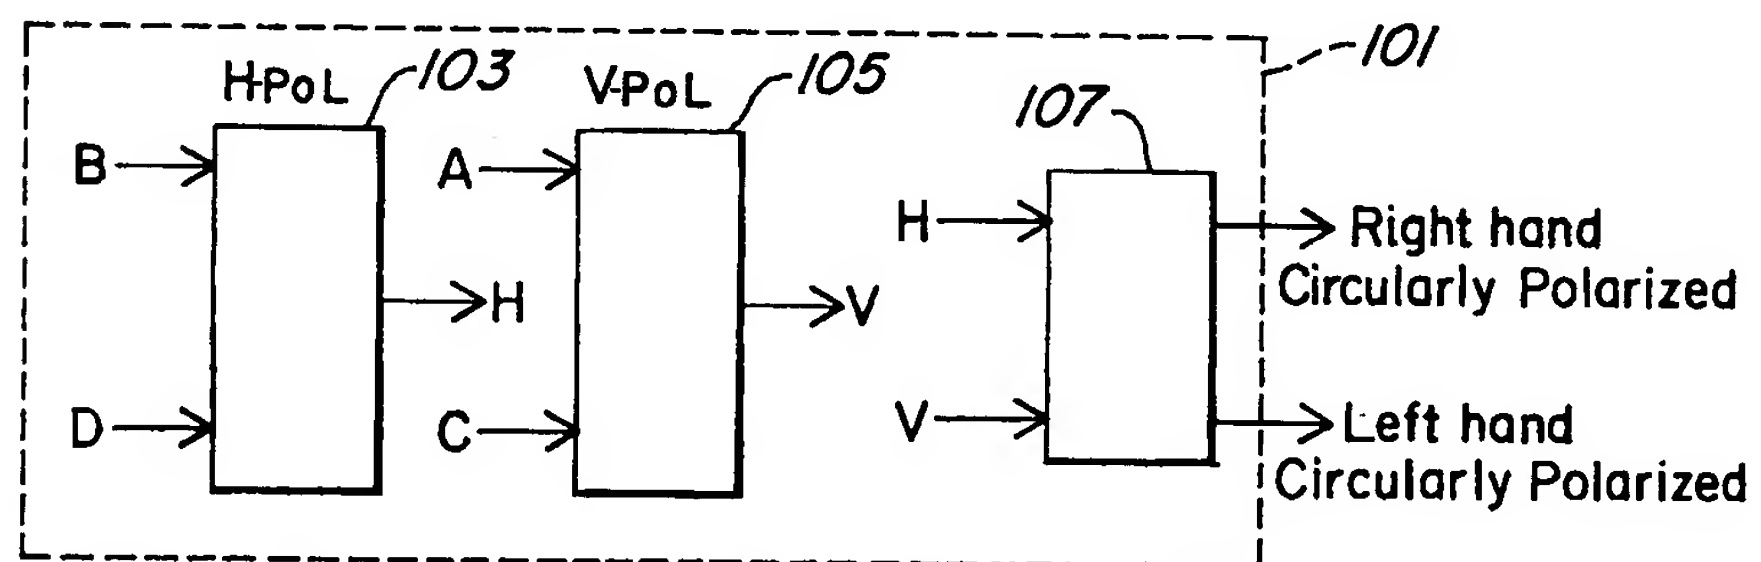 101
103
H-PoL
105
V-PoL
107
B
A
H
Right hand
Circularly Polarized
H
V
D
C
V
Left hand
Circularly Polarized